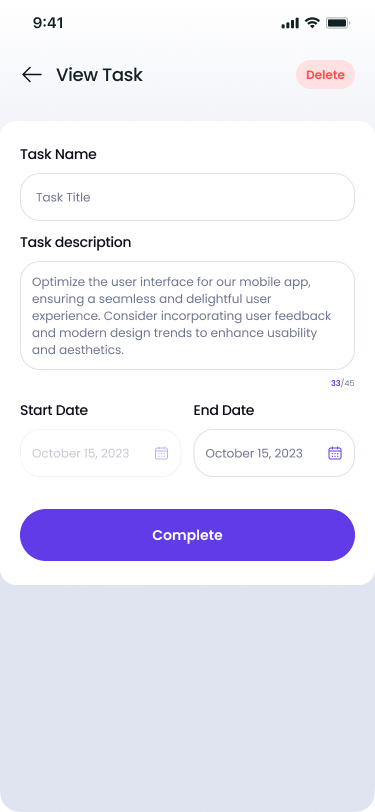 9:41
View Task
Delete
Task Name
Task Title
Task description
Optimize the user interface for our mobile app,
ensuring a seamless and delightful user
experience. Consider incorporating user feedback
and modern design trends to enhance usability
and aesthetics.
33/45
Start Date
End Date
October 15, 2023
October 15, 2023
Complete